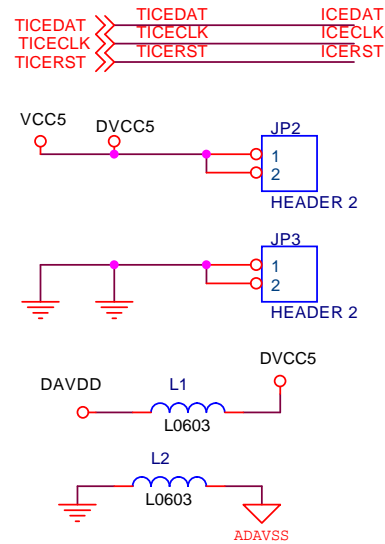 TICEDAT TICEDAT ICEDAT
TICECLK TICECLK ICECLK
TICERST TICERST ICERST
VCC5 DVCC5 JP2
1
2
HEADER 2
JP3
1
2
HEADER 2
DVCC5
DAVDD L1
L0603
L2
L0603
ADAVSS